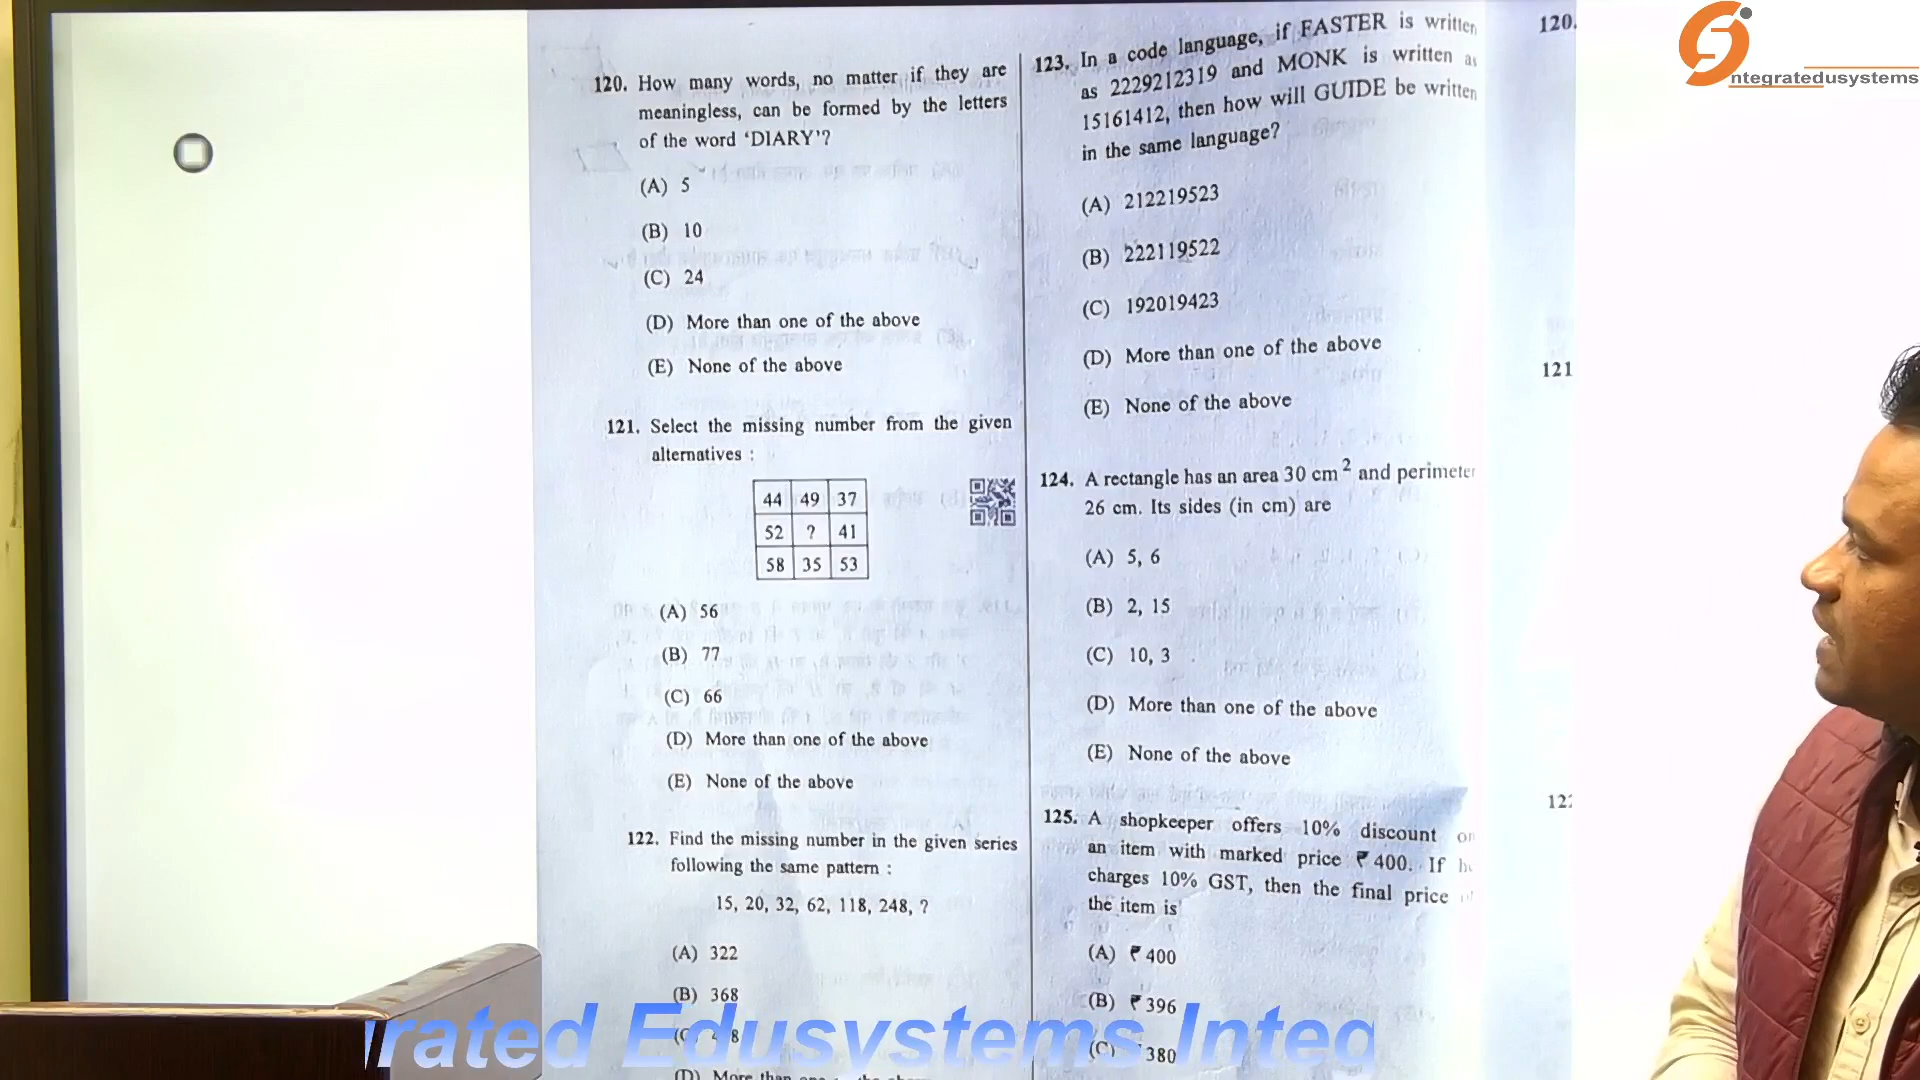 120. How many words, no matter if they are
meaningless, can be formed by the letters
of the word ‘DIARY’?
(A) 5
(B) 10
(C) 24
(D) More than one of the above
(E) None of the above
121. Select the missing number from the given
alternatives :
44 49 37
52 ? 41
58 35 53
(A) 56
(B) 77
(C) 66
(D) More than one of the above
(E) None of the above
122. Find the missing number in the given series
following the same pattern :
15, 20, 32, 62, 118, 248, ?
(A) 322
(B) 368
123. In a code language, if FASTER is written
as 2229212319 and MONK is written as
15161412, then how will GUIDE be written
in the same language?
(A) 212219523
(B) 222119522
(C) 192019423
(D) More than one of the above
(E) None of the above
124. A rectangle has an area 30 cm² and perimeter
26 cm. Its sides (in cm) are
(A) 5, 6
(B) 2, 15
(C) 10, 3
(D) More than one of the above
(E) None of the above
125. A shopkeeper offers 10% discount on
an item with marked price ₹ 400. If he
charges 10% GST, then the final price of
the item is
(A) ₹ 400
(B) ₹ 396
(C) 380
120.
121
ntegratedusystems
grated Edusystems Integ